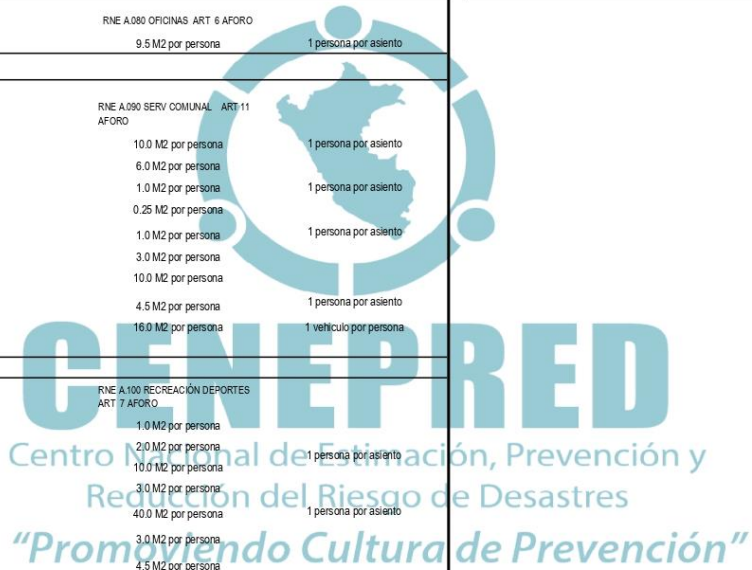 RNE A.080 OFICINAS ART 6 AFORO
9.5 M2 por persona 1 persona por asiento
RNE A.090 SERV COMUNAL ART 11
AFORO
10.0 M2 por persona 1 persona por asiento
6.0 M2 por persona
1.0 M2 por persona 1 persona por asiento
0.25 M2 por persona
1.0 M2 por persona 1 persona por asiento
3.0 M2 por persona
10.0 M2 por persona
4.5 M2 por persona 1 persona por asiento
16.0 M2 por persona 1 vehiculo por persona
CENEPRED
RNE A.100 RECREACIÓN DEPORTES
ART 7 AFORO
1.0 M2 por persona
2.0 M2 por persona
Centro Nacional de Estimación, Prevención y
1 persona por asiento
10.0 M2 por persona
3.0 M2 por persona
Reducción del Riesgo de Desastres
40.0 M2 por persona 1 persona por asiento
3.0 M2 por persona
"Promoviendo Cultura de Prevención"
4.5 M2 por persona